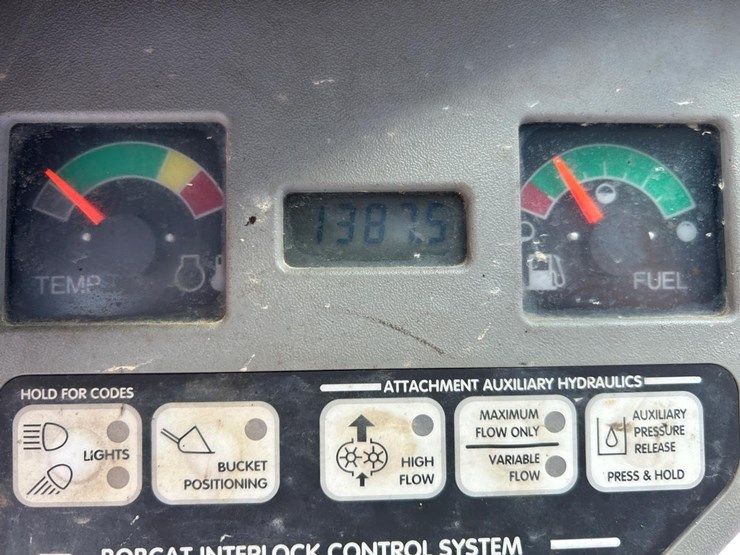 1387.5
TEMP
FUEL
HOLD FOR CODES
ATTACHMENT AUXILIARY HYDRAULICS
LiGHTS
BUCKET
POSITIONING
HIGH
FLOW
MAXIMUM
FLOW ONLY
VARIABLE
FLOW
AUXILIARY
PRESSURE
RELEASE
PRESS & HOLD
BOBCAT INTERLOCK CONTROL SYSTEM